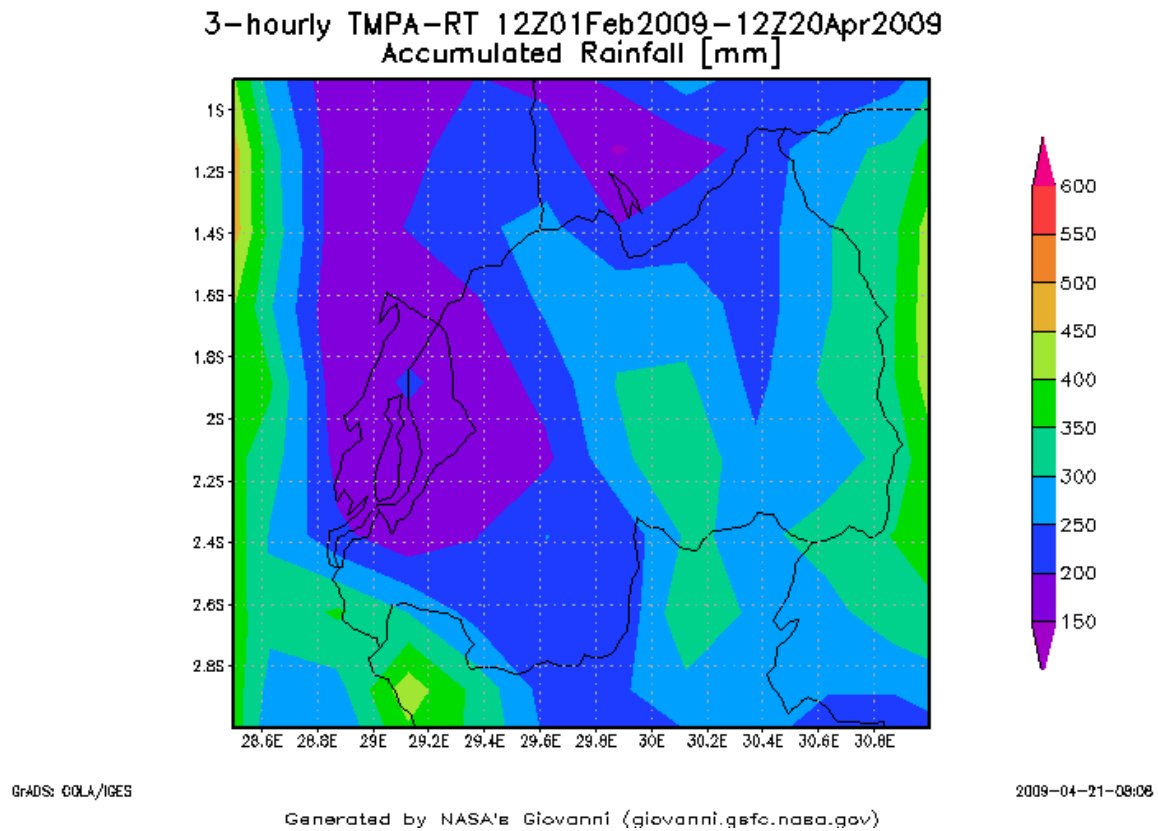 3-hourly TMPA-RT 12Z01Feb2009-12Z20Apr2009
Accumulated Rainfall [mm]
1S
1.2S
1.4S
1.6S
1.8S
2S
2.2S
2.4S
2.6S
2.8S
28.6E 28.8E 29E 29.2E 29.4E 29.6E 29.8E 30E 30.2E 30.4E 30.6E 30.8E
600
550
500
450
400
350
300
250
200
150
GrADS: COLA/IGES
2009-04-21-08:08
Generated by NASA's Giovanni (giovanni.gsfc.nasa.gov)